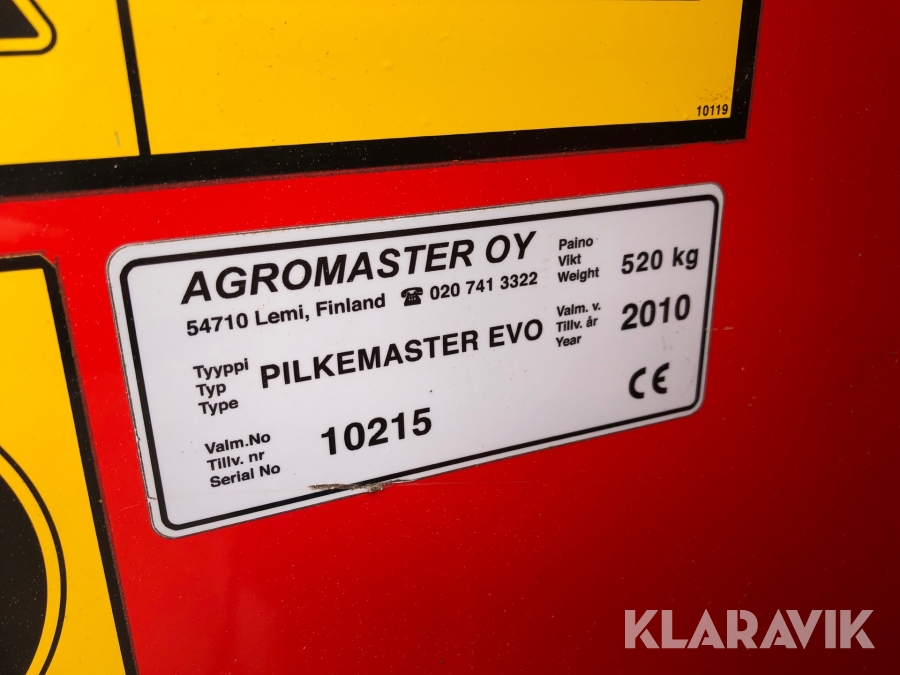 10119
AGROMASTER OY
54710 Lemi, Finland ☎ 020 741 3322
Paino
Vikt
Weight
520 kg
Tyyppi
Typ
Type
PILKEMASTER EVO
Valm. v.
Tillv. år
Year
2010
Valm.No
Tillv. nr
Serial No
10215
CE
KLARAVIK